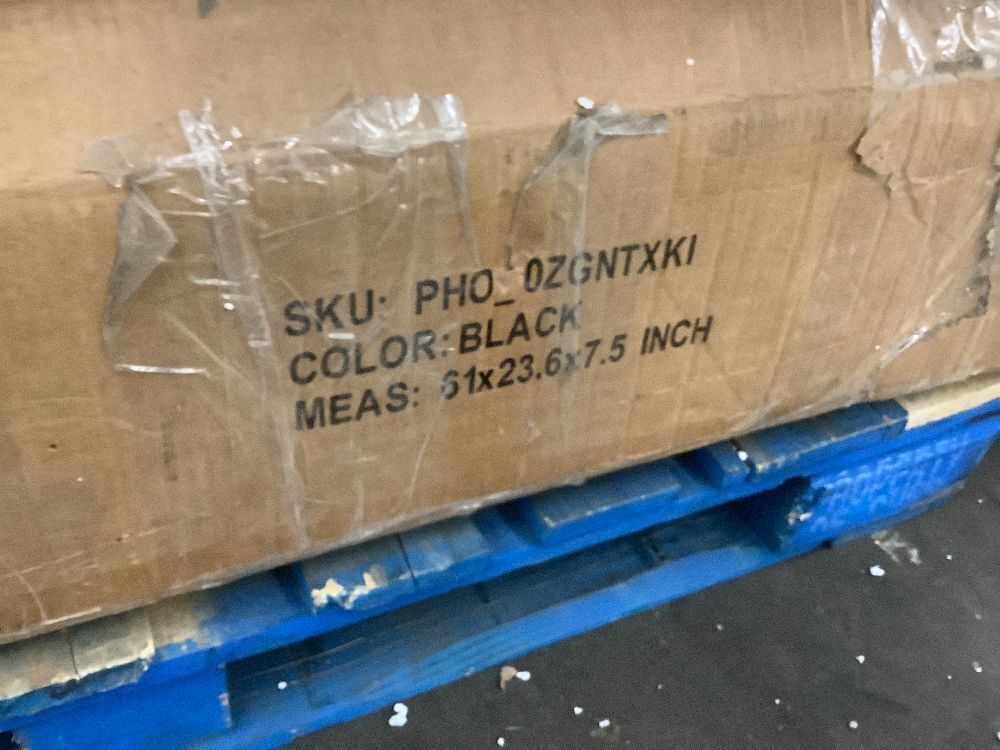 SKU: PHO_0ZGNTXKI
COLOR: BLACK
MEAS: 61x23.6x7.5 INCH